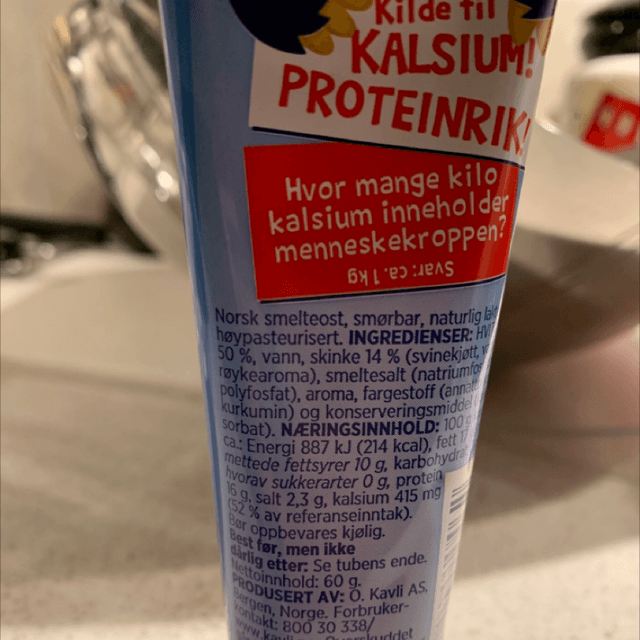 Kilde til
KALSIUM!
PROTEINRIK!
Hvor mange kilo
kalsium inneholder
menneskekroppen?
Svar: ca. 1 kg
Norsk smelteost, smørbar, naturlig
høypasteurisert. INGREDIENSER:
50 %, vann, skinke 14 % (svinekjøtt,
røykearoma), smeltesalt
polyfosfat), aroma, fargestoff
kurkumin) og konserveringsmiddel
sorbat). NÆRINGSINNHOLD: 100 g
ca.: Energi 887 kJ (214 kcal), fett
mettede fettsyrer 10 g,
hvorav sukkerarter 0 g, protein
16 g, salt 2,3 g, kalsium 415 mg
(52 % av referanseinntak).
Bør oppbevares kjølig.
Best før, men ikke
dårlig etter: Se tubens ende.
Nettoinnhold: 60 g.
PRODUSERT AV: O. Kavli AS,
Bergen, Norge. Forbruker-
kontakt: 800 30 338/